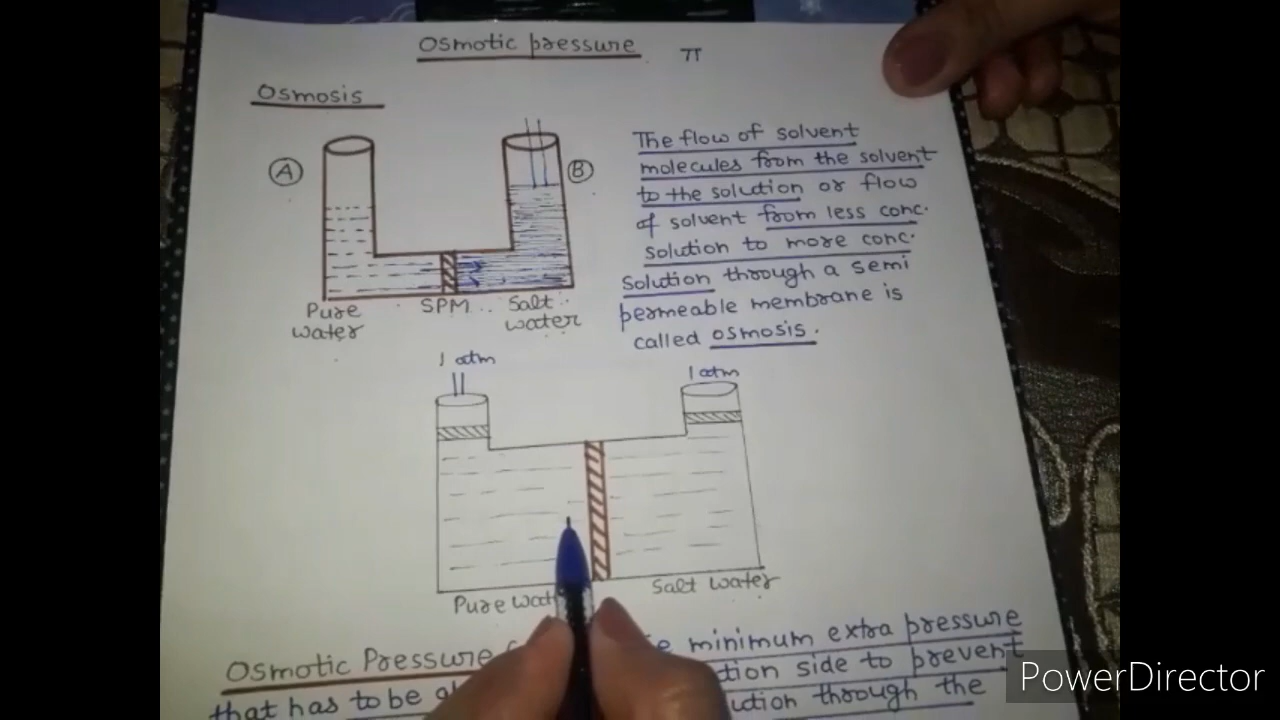 Osmotic pressure π
Osmosis
A
B
The flow of solvent
molecules from the solvent
to the solution or flow
of solvent from less conc.
solution to more conc.
solution through a semi
permeable membrane is
called osmosis.
Pure
water
SPM...
Salt
water
1 atm
1 atm
Pure wat
Salt water
Osmotic Pressure minimum extra pressure
that has to be side to prevent
through the
PowerDirector